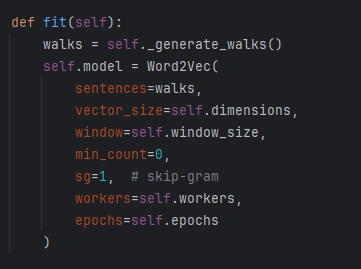 def fit(self):
    walks = self._generate_walks()
    self.model = Word2Vec(
        sentences=walks,
        vector_size=self.dimensions,
        window=self.window_size,
        min_count=0,
        sg=1,  # skip-gram
        workers=self.workers,
        epochs=self.epochs
    )